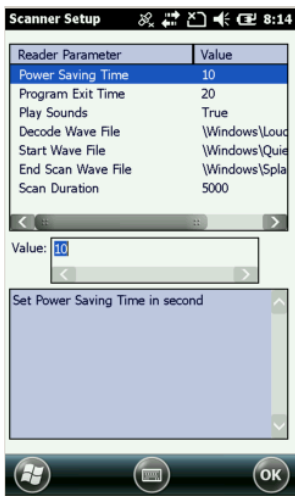 Scanner Setup 8:14
Reader Parameter Value
Power Saving Time 10
Program Exit Time 20
Play Sounds True
Decode Wave File \Windows\Loud
Start Wave File \Windows\Quie
End Scan Wave File \Windows\Spla
Scan Duration 5000
Value: 10
Set Power Saving Time in second
OK